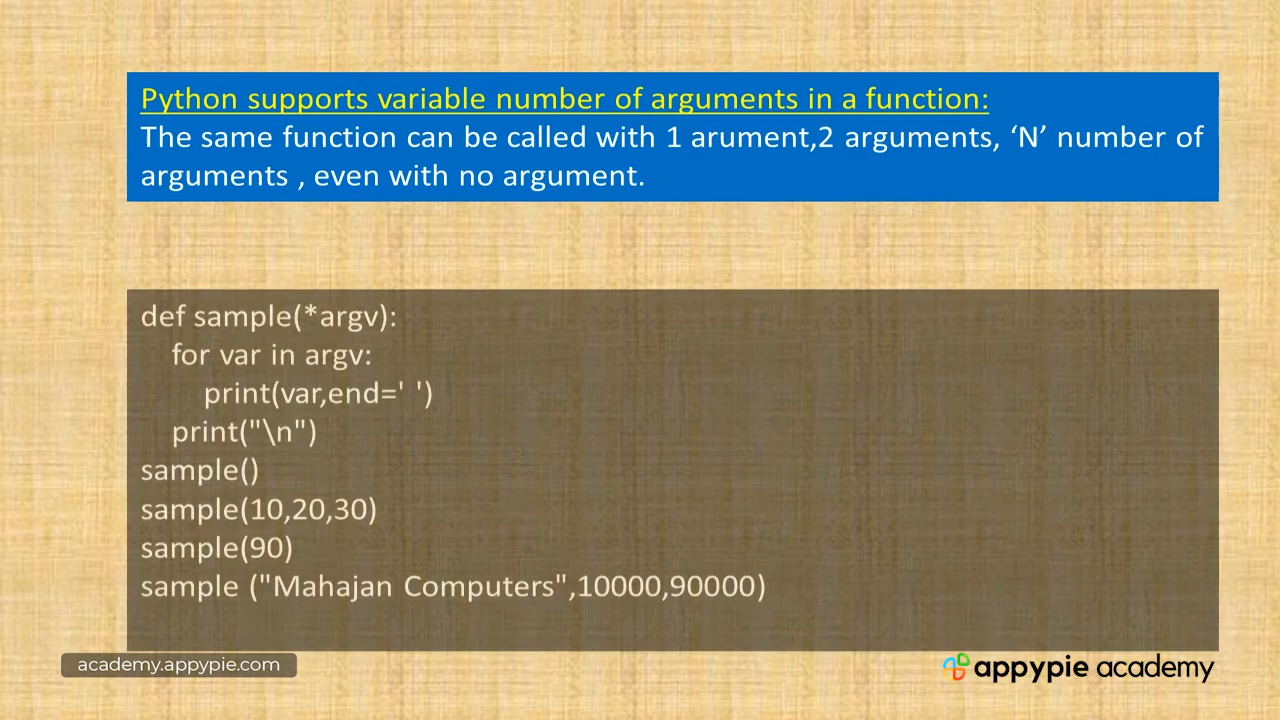 Python supports variable number of arguments in a function:
The same function can be called with 1 arument,2 arguments, ‘N’ number of
arguments , even with no argument.
def sample(*argv):
    for var in argv:
        print(var,end=' ')
    print("\n")
sample()
sample(10,20,30)
sample(90)
sample ("Mahajan Computers",10000,90000)
academy.appypie.com
appypie academy